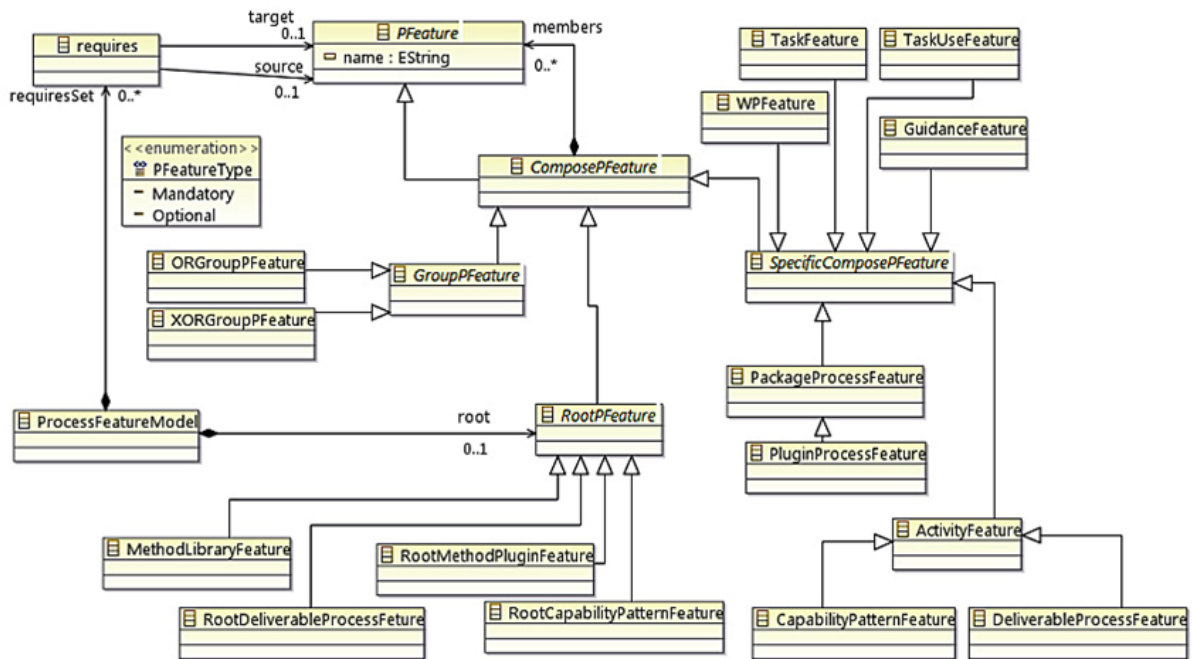 target
requires
0..1
PFeature
members
name : EString
source
0..1
0..*
requiresSet
0..*
TaskFeature
TaskUseFeature
WPFeature
GuidanceFeature
<<enumeration>>
PFeatureType
Mandatory
Optional
ComposePFeature
ORGroupPFeature
GroupPFeature
XORGroupPFeature
SpecificComposePFeature
PackageProcessFeature
PluginProcessFeature
ProcessFeatureModel
root
0..1
RootPFeature
MethodLibraryFeature
RootMethodPluginFeature
RootDeliverableProcessFeture
RootCapabilityPatternFeature
ActivityFeature
CapabilityPatternFeature
DeliverableProcessFeature